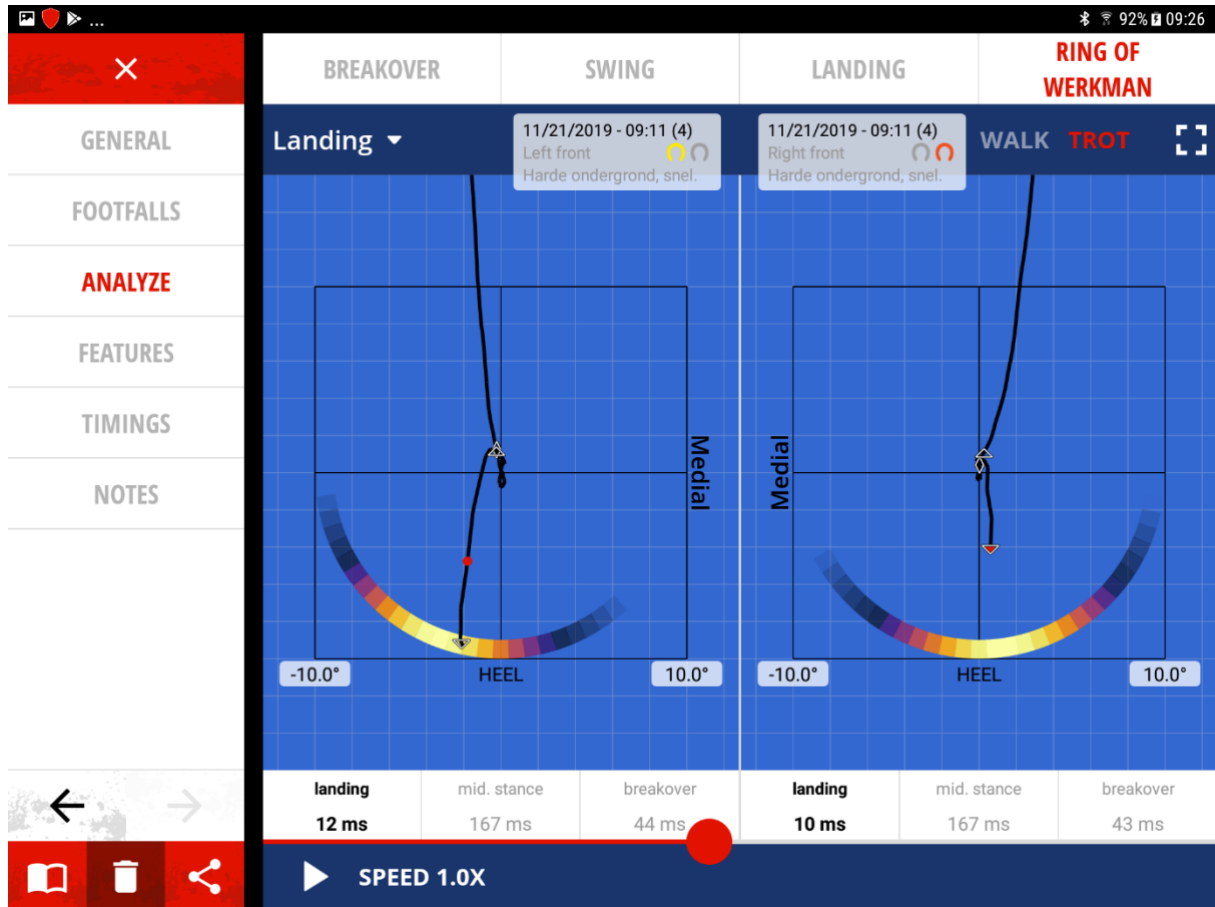 ...
92%
09:26
GENERAL
FOOTFALLS
ANALYZE
FEATURES
TIMINGS
NOTES
BREAKOVER
SWING
LANDING
RING OF
WERKMAN
Landing
11/21/2019 - 09:11 (4)
Left front
Harde ondergrond, snel.
11/21/2019 - 09:11 (4)
Right front
Harde ondergrond, snel.
WALK TROT
Medial
Medial
-10.0°
HEEL
10.0°
-10.0°
HEEL
10.0°
landing
mid. stance
breakover
landing
mid. stance
breakover
12 ms
167 ms
44 ms
10 ms
167 ms
43 ms
SPEED 1.0X